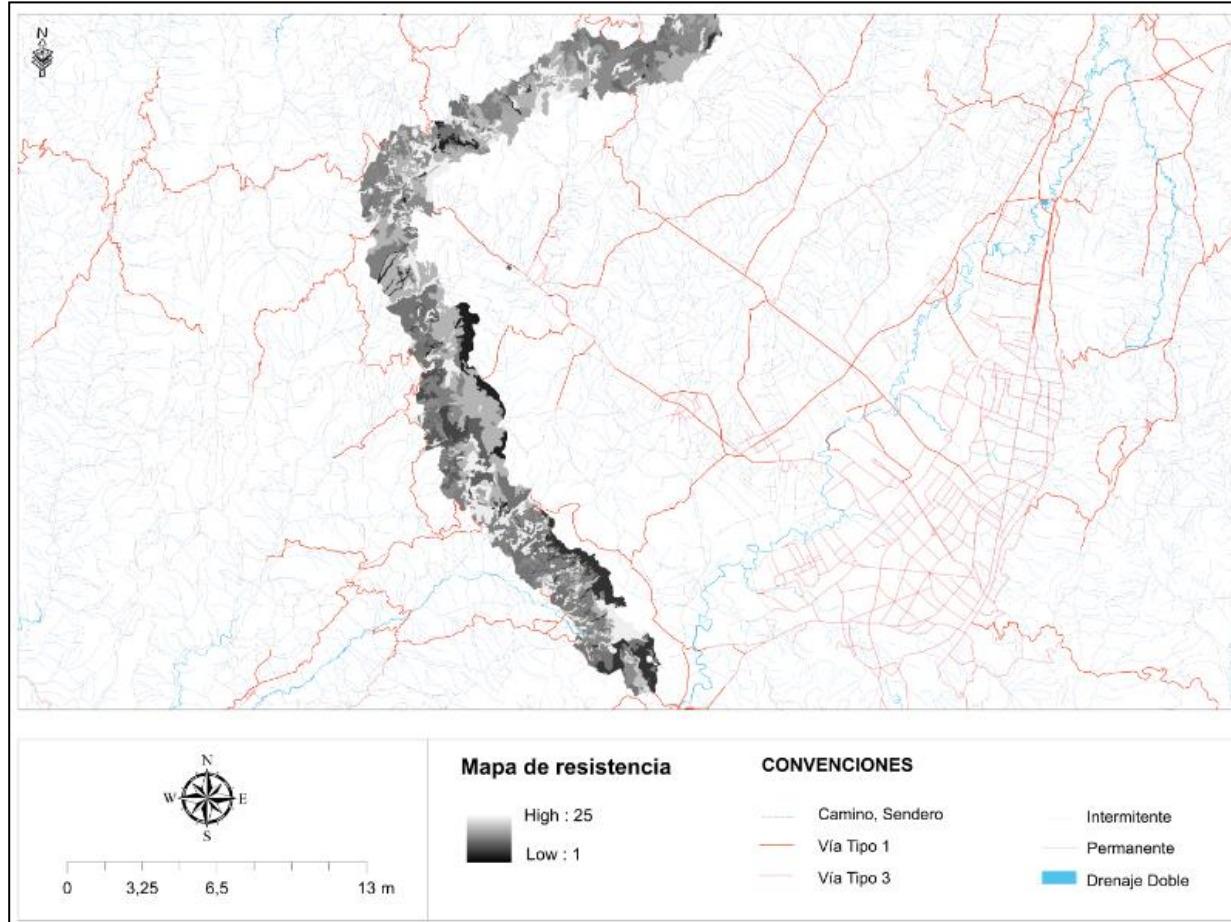 N
N
W E
S
0 3,25 6,5 13 m
Mapa de resistencia
High : 25
Low : 1
CONVENCIONES
Camino, Sendero
Vía Tipo 1
Vía Tipo 3
Intermitente
Permanente
Drenaje Doble